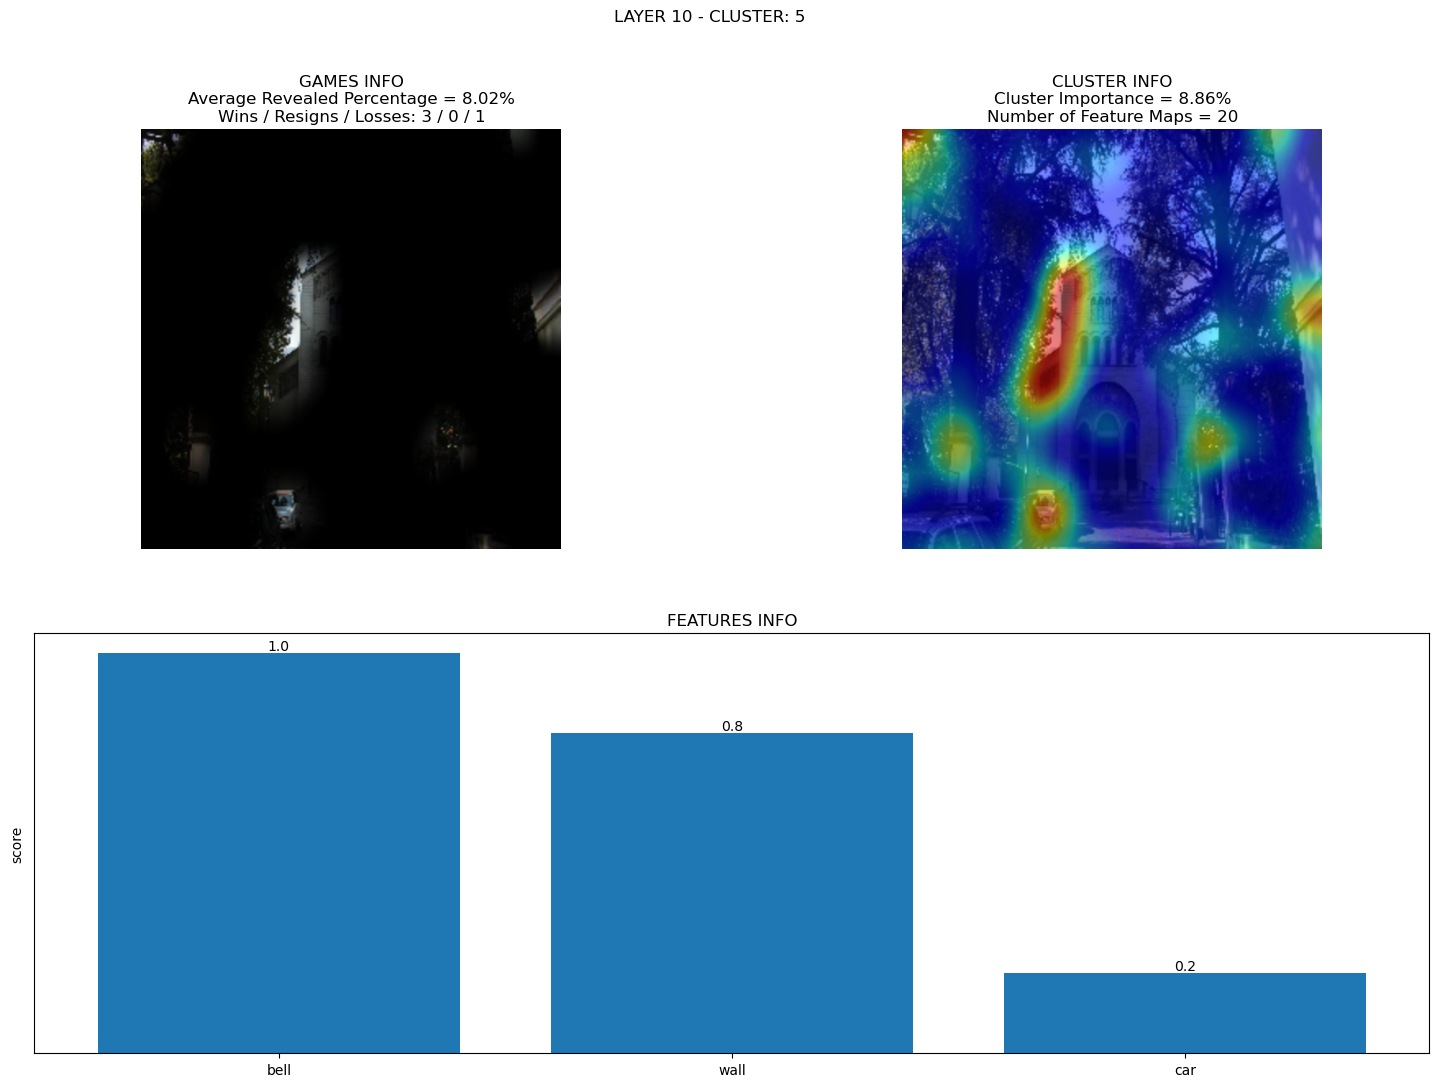 LAYER 10 - CLUSTER: 5
GAMES INFO
Average Revealed Percentage = 8.02%
Wins / Resigns / Losses: 3 / 0 / 1
CLUSTER INFO
Cluster Importance = 8.86%
Number of Feature Maps = 20
FEATURES INFO
score
1.0
0.8
0.2
bell
wall
car